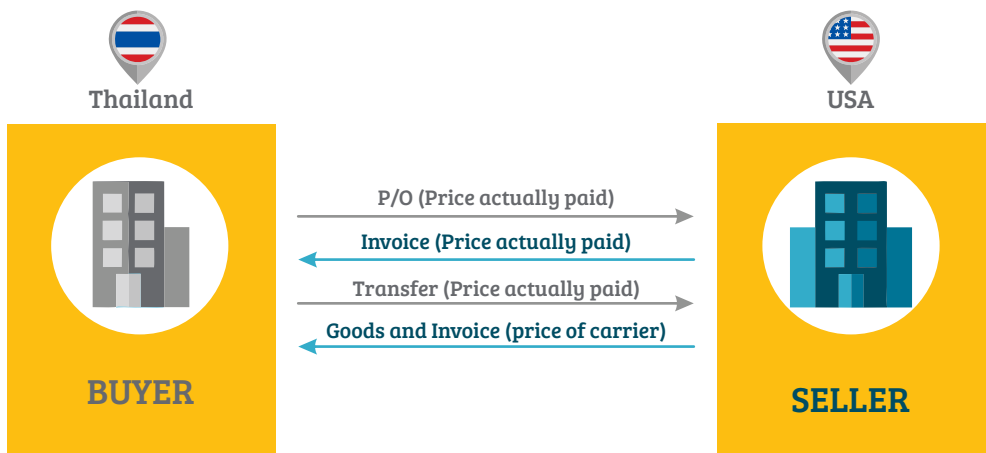 Thailand
USA
P/O (Price actually paid)
Invoice (Price actually paid)
Transfer (Price actually paid)
Goods and Invoice (price of carrier)
BUYER
SELLER